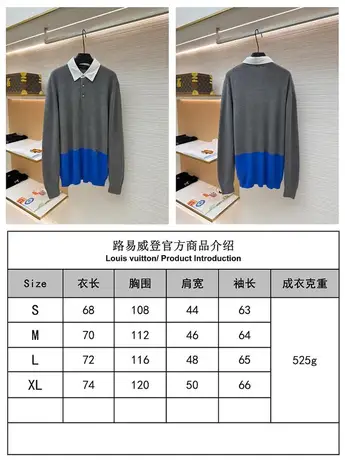 路易威登官方商品介绍
Louis vuitton/ Product Introduction
Size 衣长 胸围 肩宽 袖长 成衣克重
S 68 108 44 63
M 70 112 46 64
L 72 116 48 65 525g
XL 74 120 50 66